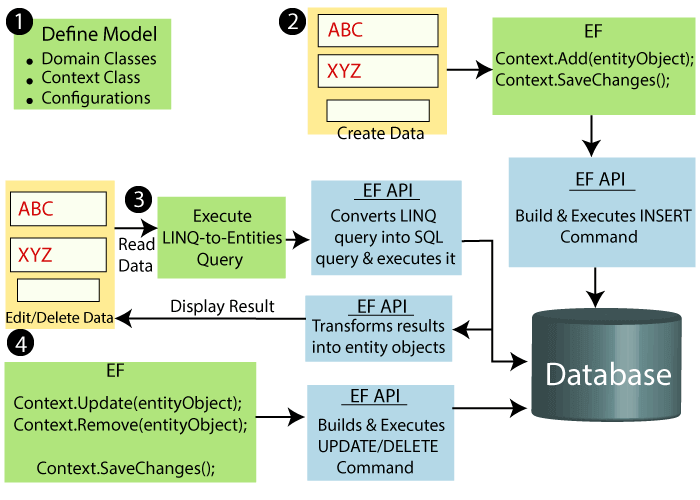 1
Define Model
• Domain Classes
• Context Class
• Configurations
2
ABC
XYZ
Create Data
EF
Context.Add(entityObject);
Context.SaveChanges();
EF API
Build & Executes INSERT
Command
3
ABC
XYZ
Edit/Delete Data
Read
Data
Execute
LINQ-to-Entities
Query
EF API
Converts LINQ
query into SQL
query & executes it
Display Result
EF API
Transforms results
into entity objects
Database
4
EF
Context.Update(entityObject);
Context.Remove(entityObject);
Context.SaveChanges();
EF API
Builds & Executes
UPDATE/DELETE
Command